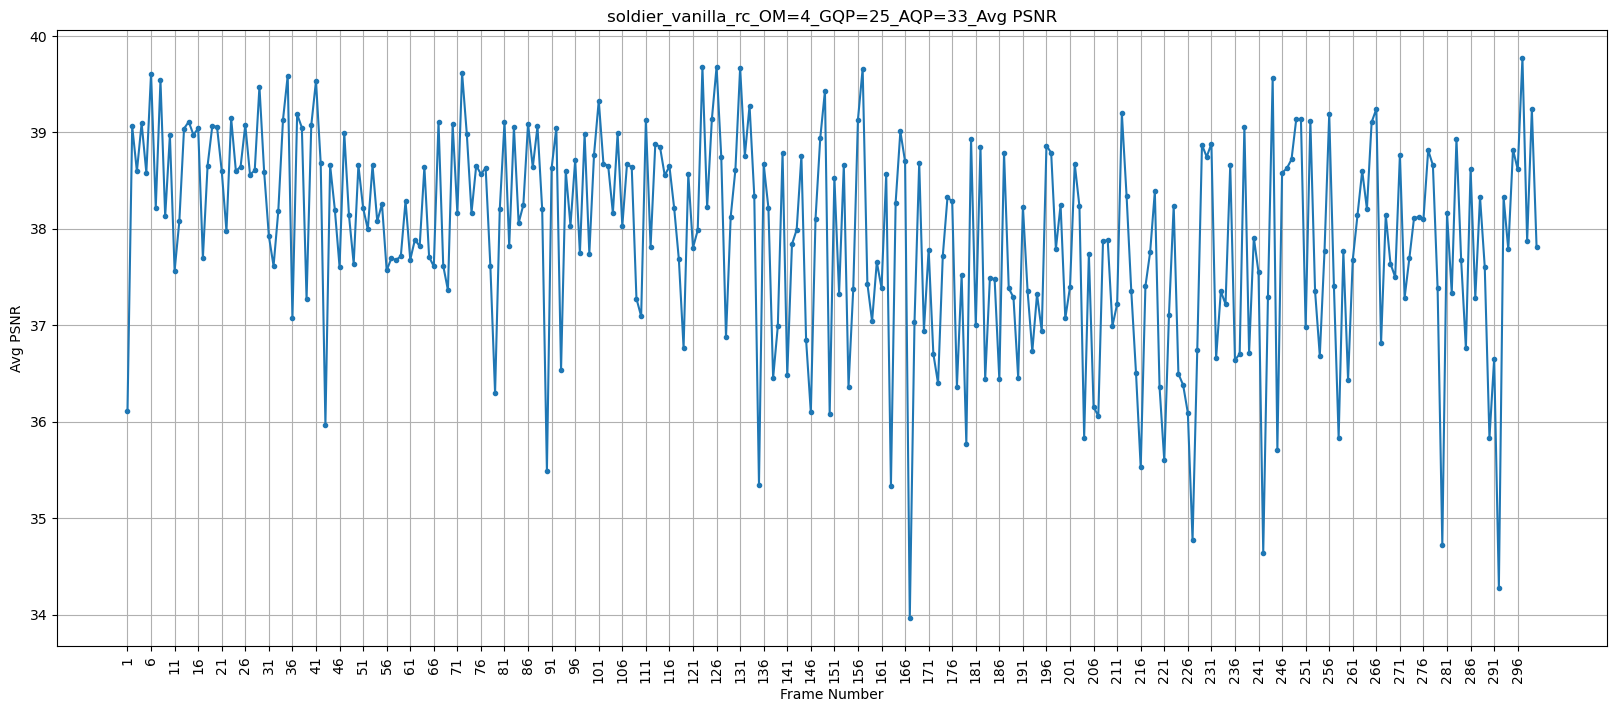 soldier_vanilla_rc_OM=4_GQP=25_AQP=33_Avg PSNR
40
39
38
37
36
35
34
Avg PSNR
1 6 11 16 21 26 31 36 41 46 51 56 61 66 71 76 81 86 91 96 101 106 111 116 121 126 131 136 141 146 151 156 161 166 171 176 181 186 191 196 201 206 211 216 221 226 231 236 241 246 251 256 261 266 271 276 281 286 291 296
Frame Number